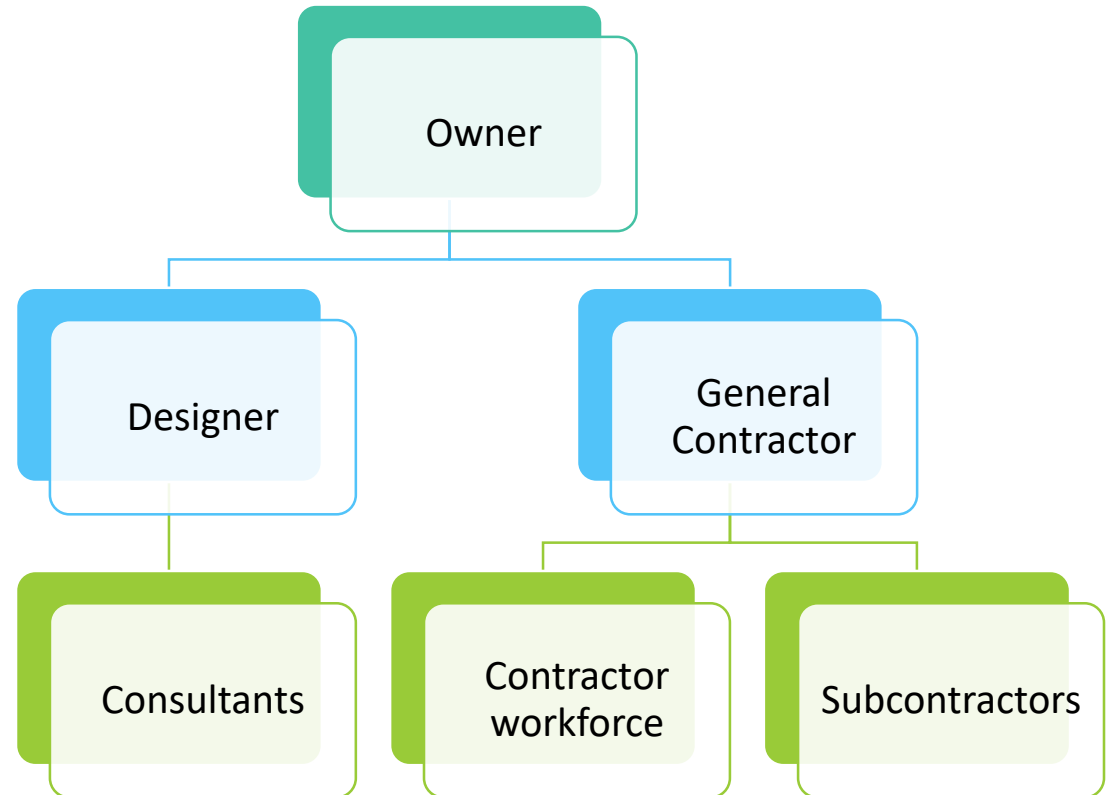 Owner
Designer
General
Contractor
Consultants
Contractor
workforce
Subcontractors